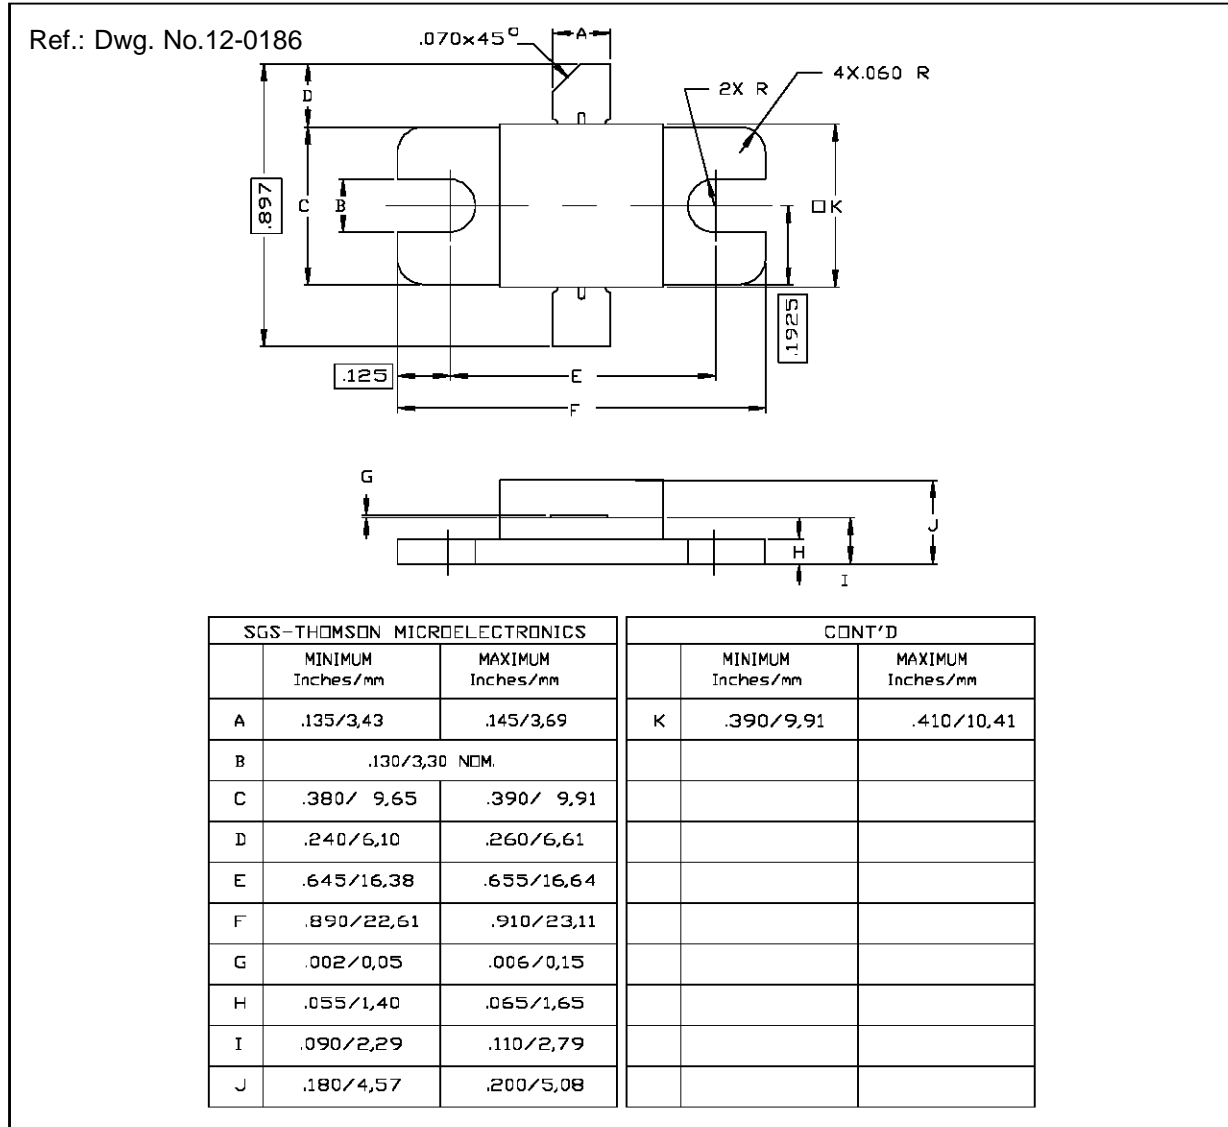 Ref.: Dwg. No.12-0186
.070x45°
A
4X.060 R
2X R
D
.897
C
B
□K
.1925
.125
E
F
G
H
I
J
SGS-THOMSON MICROELECTRONICS
MINIMUM Inches/mm MAXIMUM Inches/mm
A .135/3,43 .145/3,69
B .130/3,30 NOM.
C .380/ 9,65 .390/ 9,91
D .240/6,10 .260/6,61
E .645/16,38 .655/16,64
F .890/22,61 .910/23,11
G .002/0,05 .006/0,15
H .055/1,40 .065/1,65
I .090/2,29 .110/2,79
J .180/4,57 .200/5,08
CONT'D
MINIMUM Inches/mm MAXIMUM Inches/mm
K .390/9,91 .410/10,41